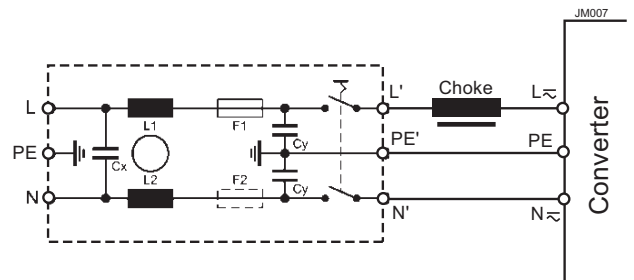 JM007
L
L1
F1
L'
Choke
L≂
PE
Cx
Cy
PE'
PE
Converter
L2
F2
Cy
N
N'
N≂